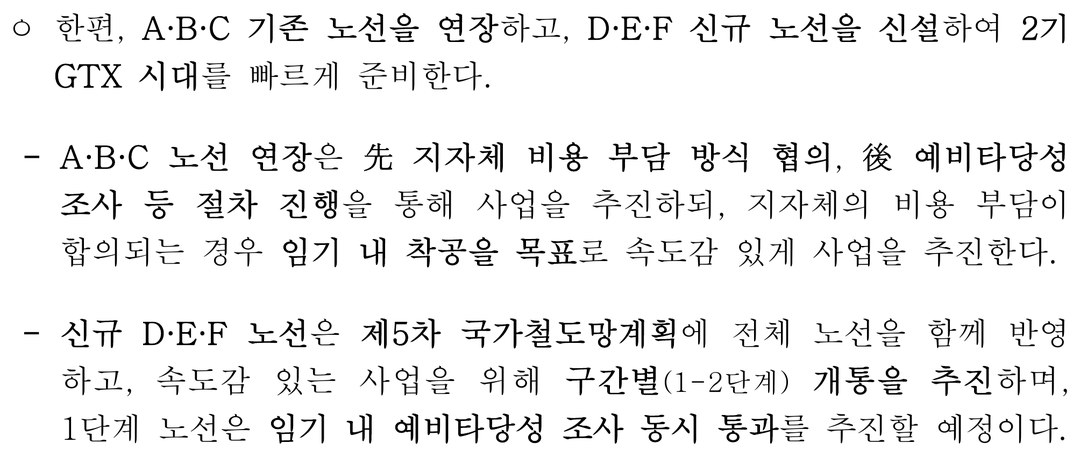 ○ 한편, A·B·C 기존 노선을 연장하고, D·E·F 신규 노선을 신설하여 2기
GTX 시대를 빠르게 준비한다.
- A·B·C 노선 연장은 先 지자체 비용 부담 방식 협의, 後 예비타당성
조사 등 절차 진행을 통해 사업을 추진하되, 지자체의 비용 부담이
합의되는 경우 임기 내 착공을 목표로 속도감 있게 사업을 추진한다.
- 신규 D·E·F 노선은 제5차 국가철도망계획에 전체 노선을 함께 반영
하고, 속도감 있는 사업을 위해 구간별(1-2단계) 개통을 추진하며,
1단계 노선은 임기 내 예비타당성 조사 동시 통과를 추진할 예정이다.